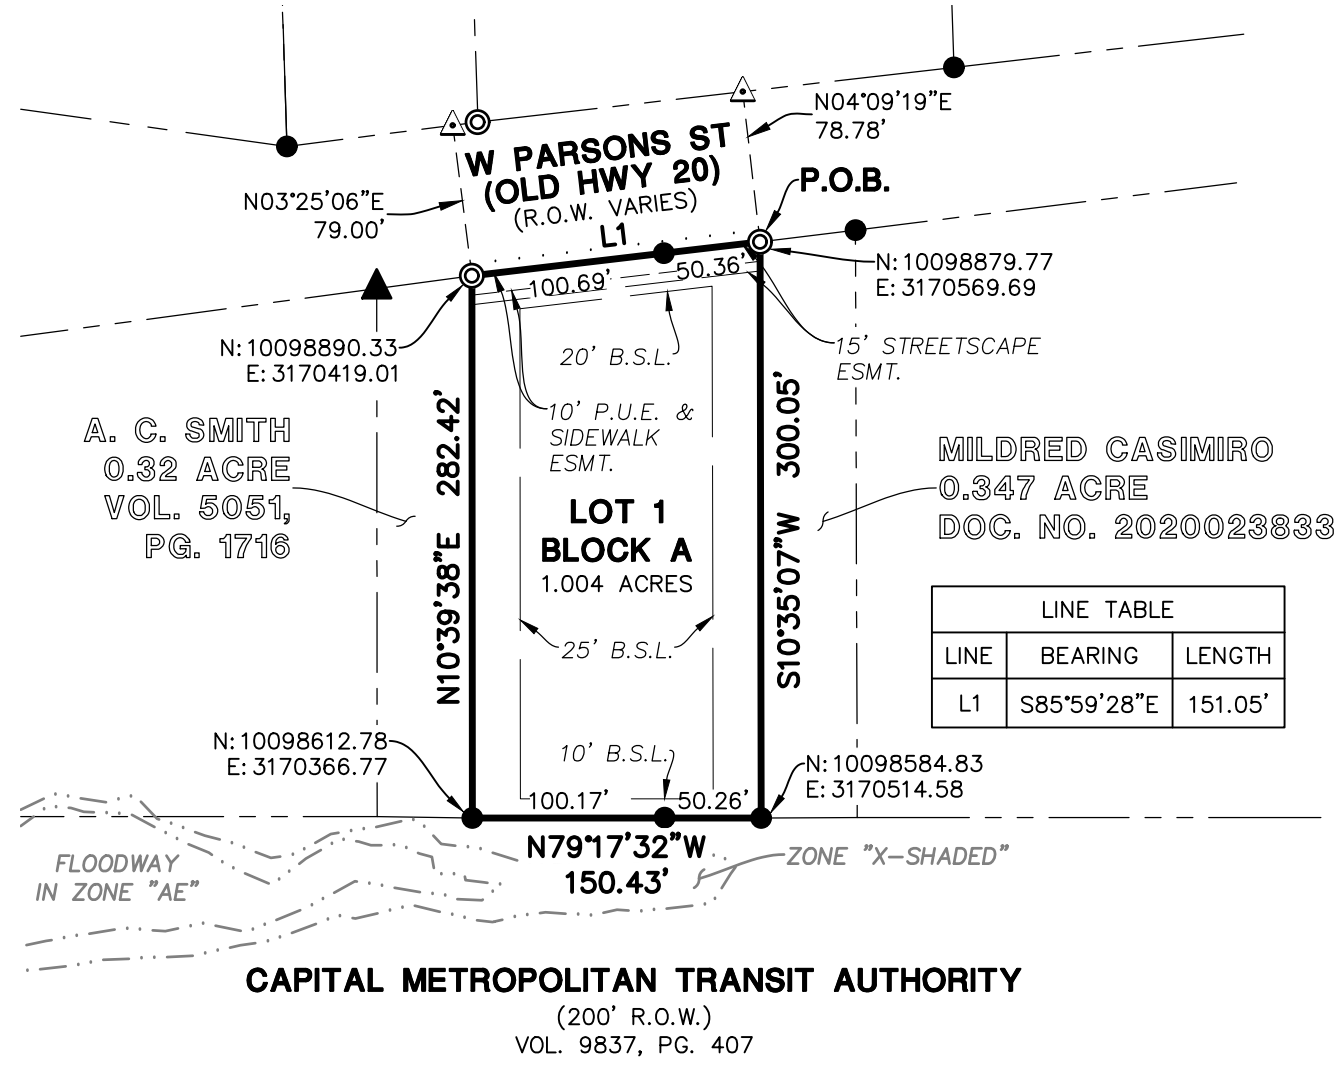 N04°09'19"E
78.78'
W PARSONS ST
(OLD HWY 20)
(R.O.W. VARIES)
L1
P.O.B.
N03°25'06"E
79.00'
N: 10098879.77
E: 3170569.69
100.69'
50.36'
N: 10098890.33
E: 3170419.01
20' B.S.L.
15' STREETSCAPE
ESMT.
10' P.U.E. &
SIDEWALK
ESMT.
A. C. SMITH
0.32 ACRE
VOL. 5051,
PG. 1716
N10°39'38"E 282.42'
S10°35'07"W 300.05'
MILDRED CASIMIRO
0.347 ACRE
DOC. NO. 2020023833
LOT 1
BLOCK A
1.004 ACRES
25' B.S.L.
LINE TABLE
LINE BEARING LENGTH
L1 S85°59'28"E 151.05'
10' B.S.L.
N: 10098612.78
E: 3170366.77
N: 10098584.83
E: 3170514.58
100.17'
50.26'
N79°17'32"W
150.43'
FLOODWAY
IN ZONE "AE"
ZONE "X-SHADED"
CAPITAL METROPOLITAN TRANSIT AUTHORITY
(200' R.O.W.)
VOL. 9837, PG. 407